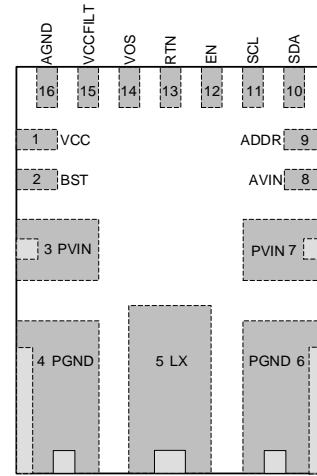 AGND VCCFILT VOS RTN EN SCL SDA
16 15 14 13 12 11 10
1 VCC ADDR 9
2 BST AVIN 8
3 PVIN PVIN 7
4 PGND 5 LX PGND 6